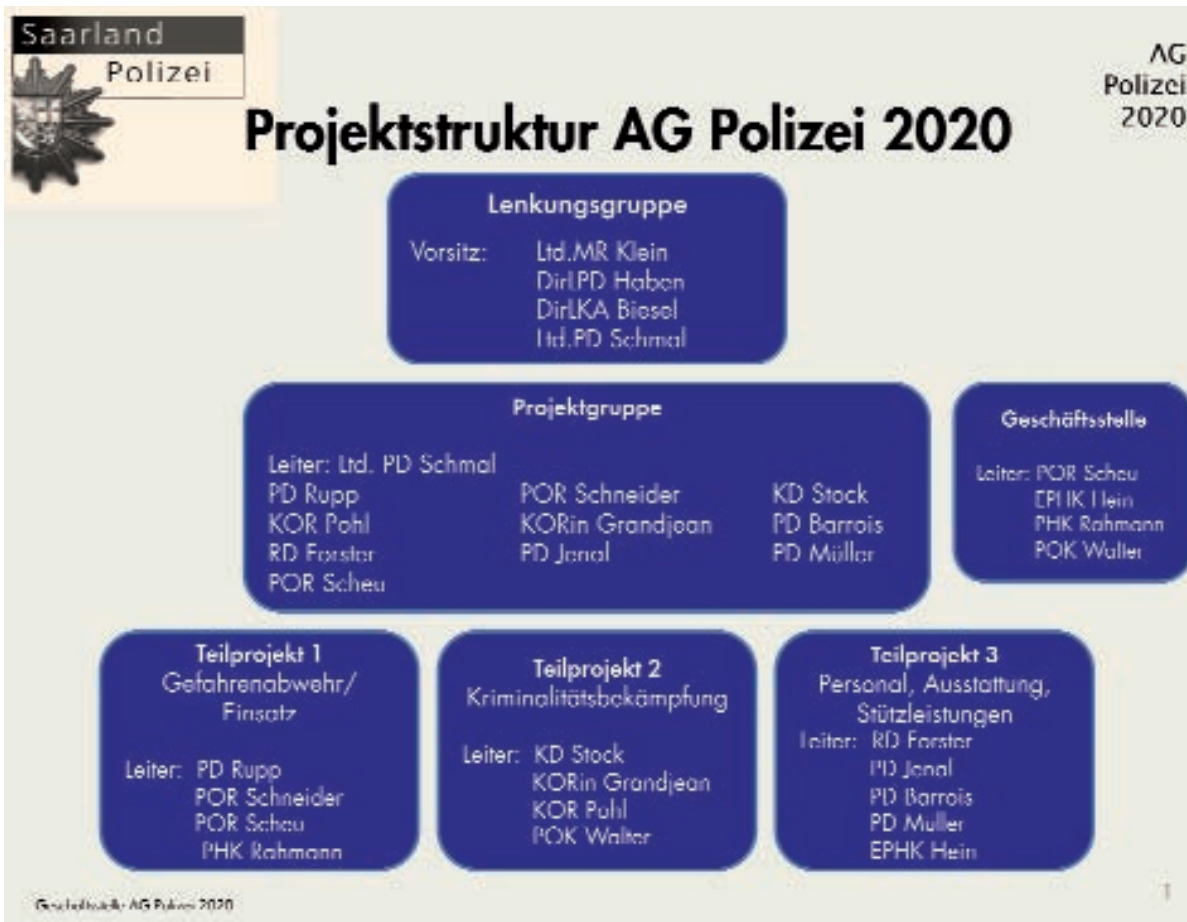 Saarland
Polizei
AG
Polizei
2020
Projektstruktur AG Polizei 2020
Lenkungsgruppe
Vorsitz: Ltd.MR Klein
DirLPD Haben
DirLKA Biesel
Ltd.PD Schmal
Projektgruppe
Leiter: Ltd. PD Schmal
PD Rupp POR Schneider KD Stock
KOR Pohl KORin Grandjean PD Barrois
RD Forster PD Jenal PD Müller
POR Scheu
Geschäftsstelle
Leiter: POR Scheu
EPHK Hein
PHK Rahmann
POK Walter
Teilprojekt 1
Gefahrenabwehr/
Einsatz
Leiter: PD Rupp
POR Schneider
POR Scheu
PHK Rahmann
Teilprojekt 2
Kriminalitätsbekämpfung
Leiter: KD Stock
KORin Grandjean
KOR Pohl
POK Walter
Teilprojekt 3
Personal, Ausstattung,
Stützleistungen
Leiter: RD Forster
PD Jenal
PD Barrois
PD Müller
EPHK Hein
Geschäftsstelle AG Polizei 2020
1